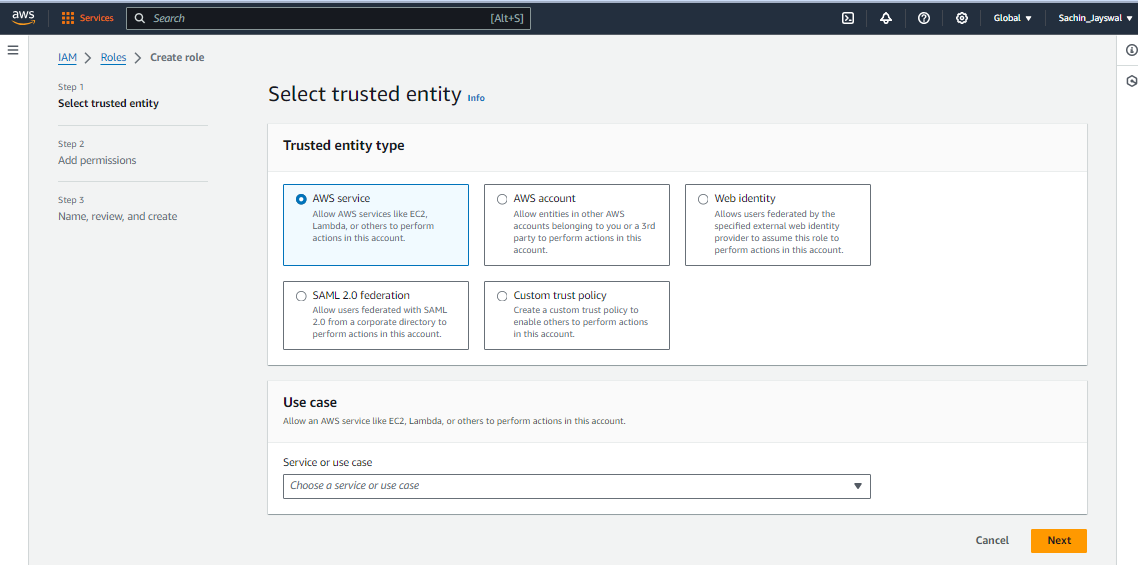 aws
Services
Search
[Alt+S]
Global
Sachin_Jayswal
IAM
Roles
Create role
Step 1
Select trusted entity
Step 2
Add permissions
Step 3
Name, review, and create
Select trusted entity Info
Trusted entity type
AWS service
Allow AWS services like EC2,
Lambda, or others to perform
actions in this account.
AWS account
Allow entities in other AWS
accounts belonging to you or a 3rd
party to perform actions in this
account.
Web identity
Allows users federated by the
specified external web identity
provider to assume this role to
perform actions in this account.
SAML 2.0 federation
Allow users federated with SAML
2.0 from a corporate directory to
perform actions in this account.
Custom trust policy
Create a custom trust policy to
enable others to perform actions
in this account.
Use case
Allow an AWS service like EC2, Lambda, or others to perform actions in this account.
Service or use case
Choose a service or use case
Cancel
Next